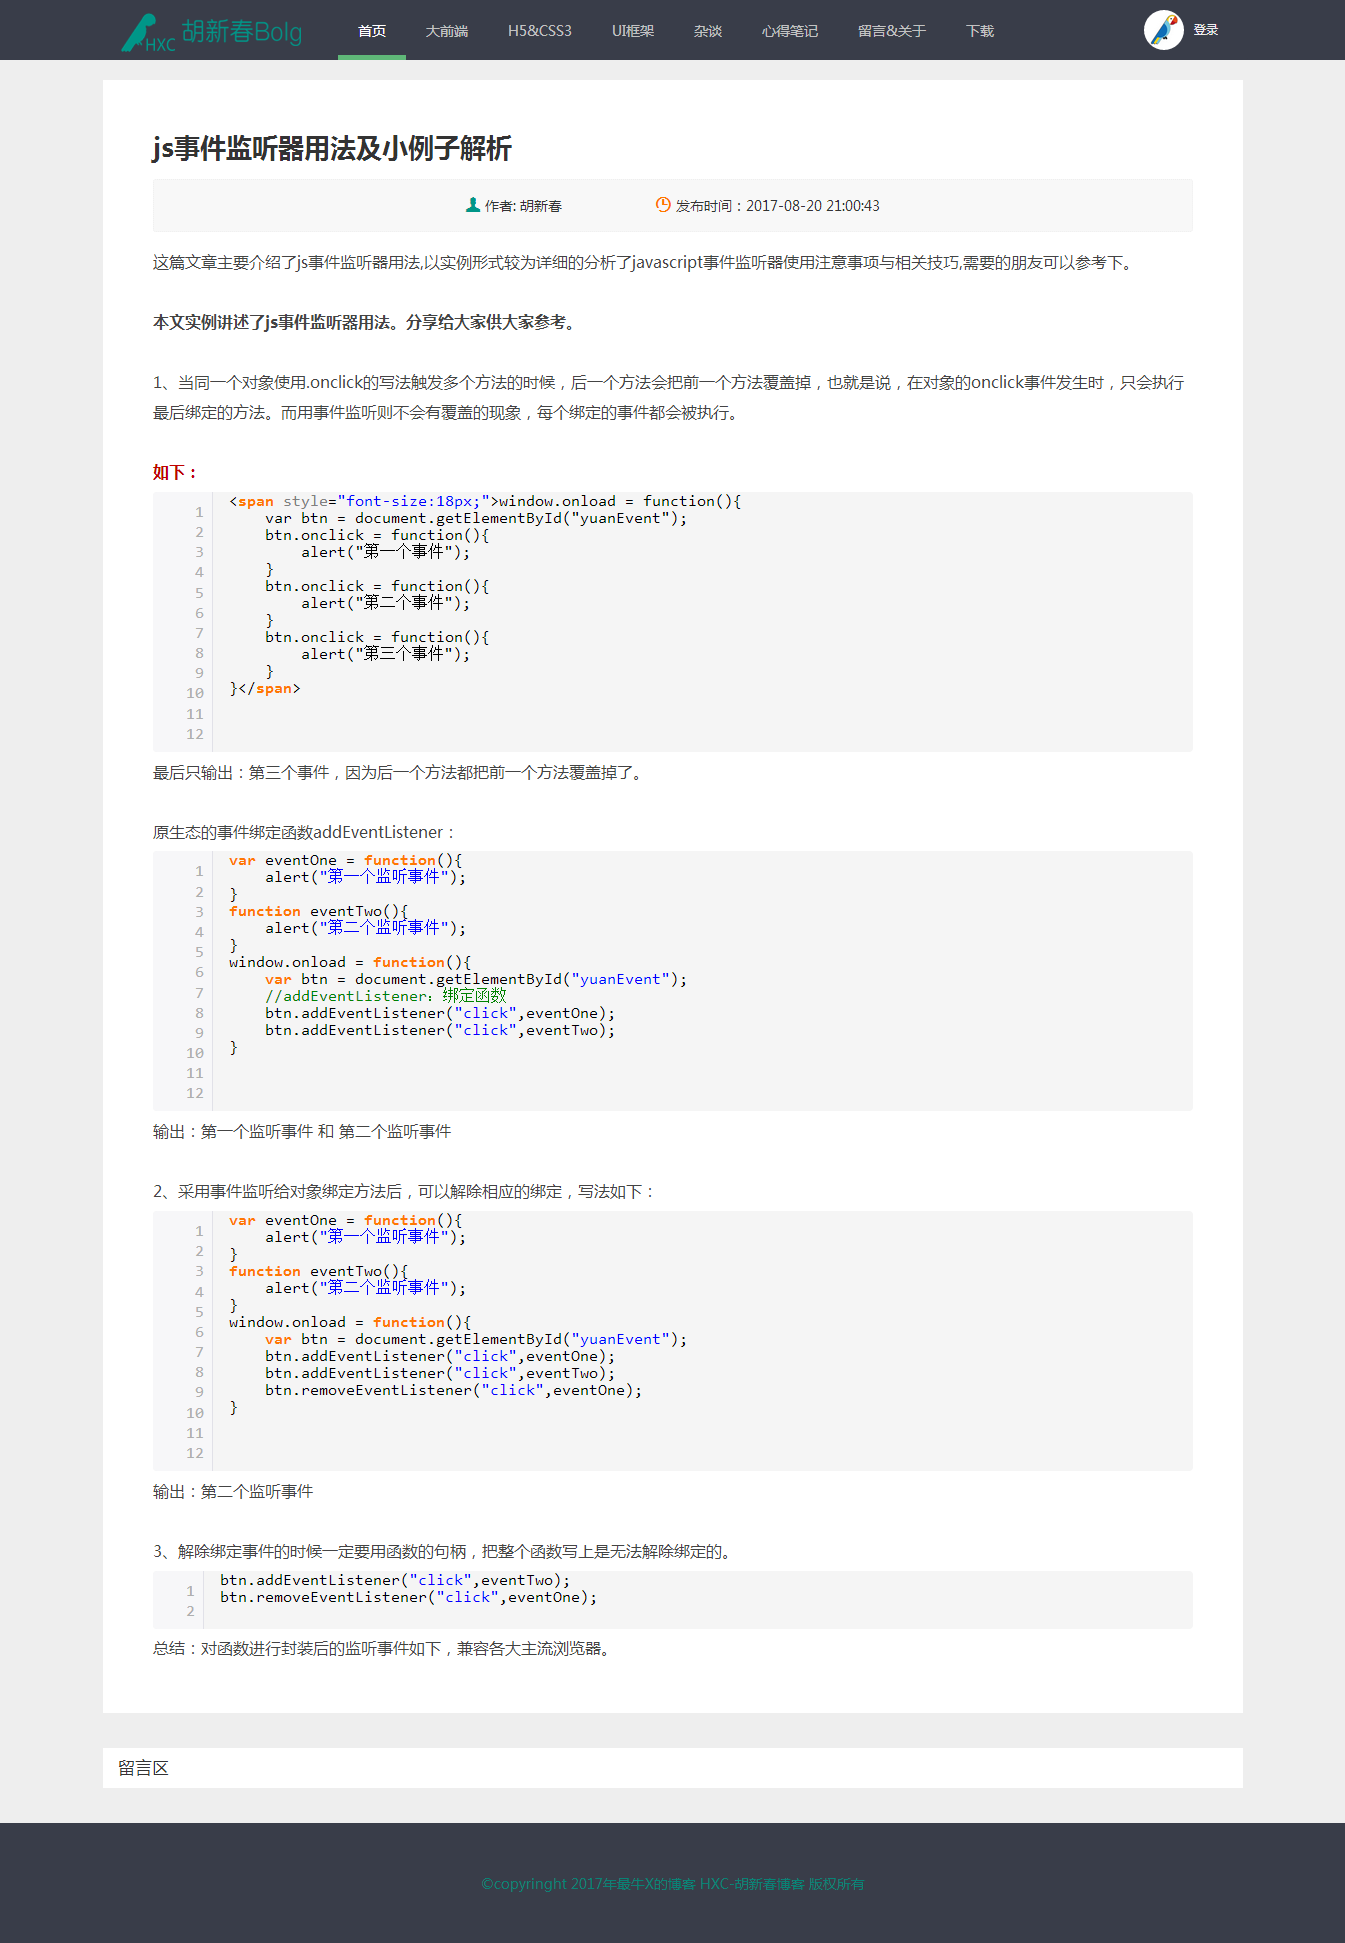 HXC 胡新春Bolg 首页 大前端 H5&CSS3 UI框架 杂谈 心得笔记 留言&关于 下载 登录
js事件监听器用法及小例子解析
作者: 胡新春 发布时间：2017-08-20 21:00:43
这篇文章主要介绍了js事件监听器用法,以实例形式较为详细的分析了javascript事件监听器使用注意事项与相关技巧,需要的朋友可以参考下。
本文实例讲述了js事件监听器用法。分享给大家供大家参考。
1、当同一个对象使用.onclick的写法触发多个方法的时候，后一个方法会把前一个方法覆盖掉，也就是说，在对象的onclick事件发生时，只会执行
最后绑定的方法。而用事件监听则不会有覆盖的现象，每个绑定的事件都会被执行。
如下：
1 <span style="font-size:18px;">window.onload = function(){
2     var btn = document.getElementById("yuanEvent");
3     btn.onclick = function(){
4         alert("第一个事件");
5     }
6     btn.onclick = function(){
7         alert("第二个事件");
8     }
9     btn.onclick = function(){
10         alert("第三个事件");
11     }
12 }</span>
最后只输出：第三个事件，因为后一个方法都把前一个方法覆盖掉了。
原生态的事件绑定函数addEventListener：
1 var eventOne = function(){
2     alert("第一个监听事件");
3 }
4 function eventTwo(){
5     alert("第二个监听事件");
6 }
7 window.onload = function(){
8     var btn = document.getElementById("yuanEvent");
9     //addEventListener：绑定函数
10     btn.addEventListener("click",eventOne);
11     btn.addEventListener("click",eventTwo);
12 }
输出：第一个监听事件 和 第二个监听事件
2、采用事件监听给对象绑定方法后，可以解除相应的绑定，写法如下：
1 var eventOne = function(){
2     alert("第一个监听事件");
3 }
4 function eventTwo(){
5     alert("第二个监听事件");
6 }
7 window.onload = function(){
8     var btn = document.getElementById("yuanEvent");
9     btn.addEventListener("click",eventOne);
10     btn.addEventListener("click",eventTwo);
11     btn.removeEventListener("click",eventOne);
12 }
输出：第二个监听事件
3、解除绑定事件的时候一定要用函数的句柄，把整个函数写上是无法解除绑定的。
1 btn.addEventListener("click",eventTwo);
2 btn.removeEventListener("click",eventOne);
总结：对函数进行封装后的监听事件如下，兼容各大主流浏览器。
留言区
©copyringht 2017年最牛X的博客 HXC-胡新春博客 版权所有